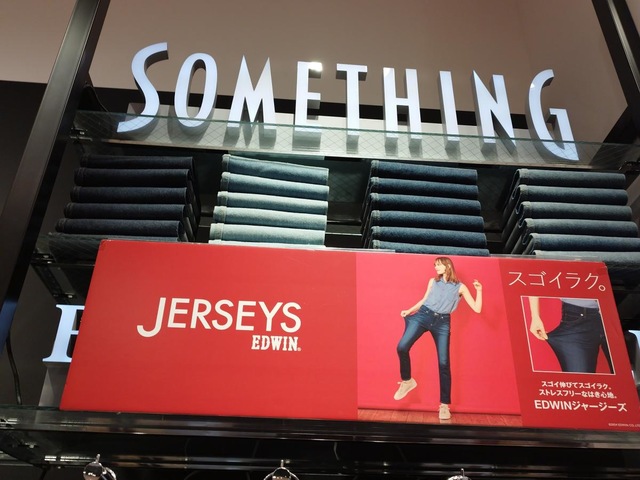 SOMETHING
JERSEYS
EDWIN®
スゴイラク。
スゴイ伸びてスゴイラク。
ストレスフリーなはき心地。
EDWINジャージーズ